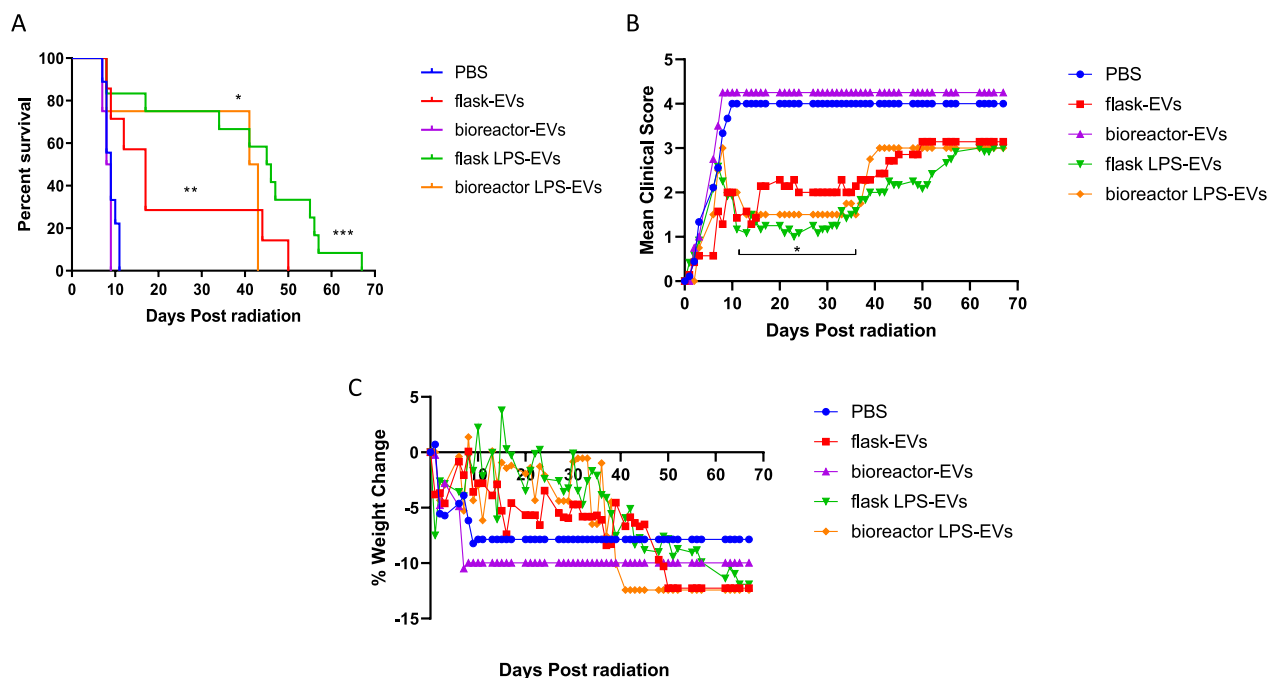 A
Percent survival
100
80
60
40
20
0
0 10 20 30 40 50 60 70
Days Post radiation
*
**
***
PBS
flask-EVs
bioreactor-EVs
flask LPS-EVs
bioreactor LPS-EVs
B
Mean Clinical Score
5
4
3
2
1
0
0 10 20 30 40 50 60 70
Days Post radiation
*
PBS
flask-EVs
bioreactor-EVs
flask LPS-EVs
bioreactor LPS-EVs
C
% Weight Change
5
0
-5
-10
-15
10 20 30 40 50 60 70
Days Post radiation
PBS
flask-EVs
bioreactor-EVs
flask LPS-EVs
bioreactor LPS-EVs